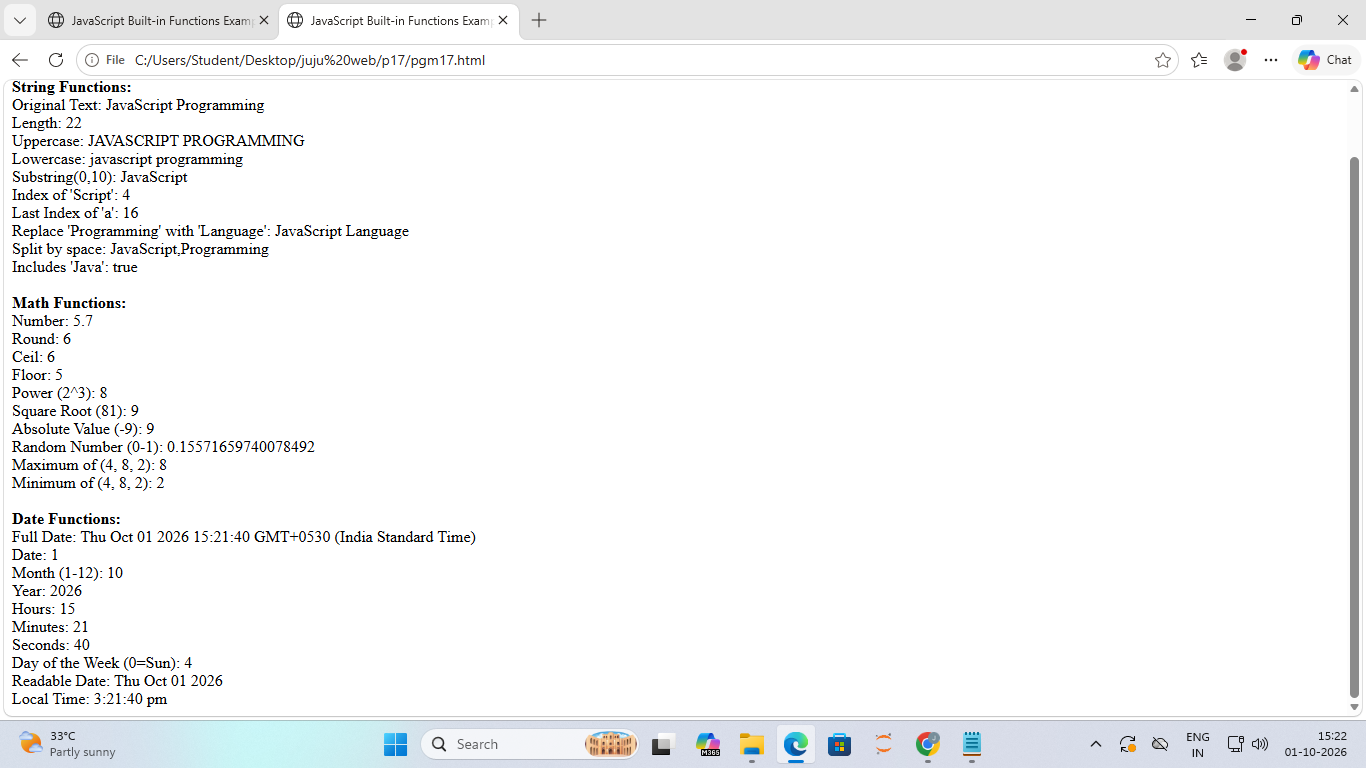 JavaScript Built-in Functions Examp
JavaScript Built-in Functions Examp
File C:/Users/Student/Desktop/juju%20web/p17/pgm17.html
Chat
String Functions:
Original Text: JavaScript Programming
Length: 22
Uppercase: JAVASCRIPT PROGRAMMING
Lowercase: javascript programming
Substring(0,10): JavaScript
Index of 'Script': 4
Last Index of 'a': 16
Replace 'Programming' with 'Language': JavaScript Language
Split by space: JavaScript,Programming
Includes 'Java': true
Math Functions:
Number: 5.7
Round: 6
Ceil: 6
Floor: 5
Power (2^3): 8
Square Root (81): 9
Absolute Value (-9): 9
Random Number (0-1): 0.15571659740078492
Maximum of (4, 8, 2): 8
Minimum of (4, 8, 2): 2
Date Functions:
Full Date: Thu Oct 01 2026 15:21:40 GMT+0530 (India Standard Time)
Date: 1
Month (1-12): 10
Year: 2026
Hours: 15
Minutes: 21
Seconds: 40
Day of the Week (0=Sun): 4
Readable Date: Thu Oct 01 2026
Local Time: 3:21:40 pm
33°C
Partly sunny
Search
M365
ENG
IN
15:22
01-10-2026